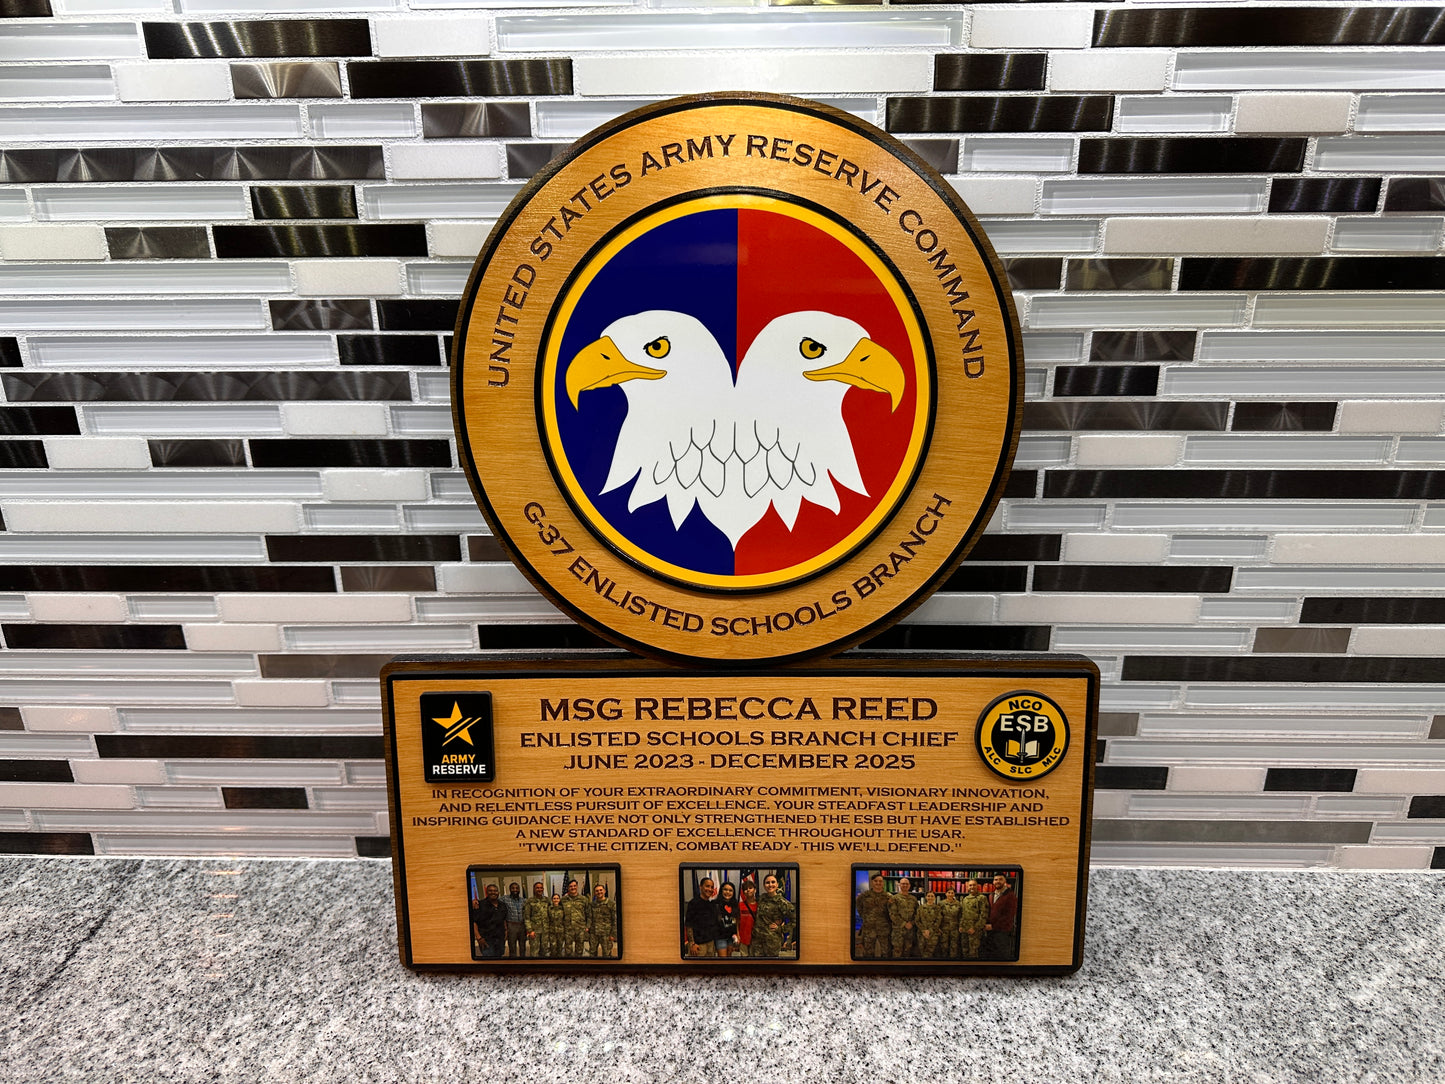 UNITED STATES ARMY RESERVE COMMAND
G-37 ENLISTED SCHOOLS BRANCH
MSG REBECCA REED
ENLISTED SCHOOLS BRANCH CHIEF
JUNE 2023 - DECEMBER 2025
ARMY
RESERVE
NCO
ESB
ALC SLC MLC
IN RECOGNITION OF YOUR EXTRAORDINARY COMMITMENT, VISIONARY INNOVATION,
AND RELENTLESS PURSUIT OF EXCELLENCE. YOUR STEADFAST LEADERSHIP AND
INSPIRING GUIDANCE HAVE NOT ONLY STRENGTHENED THE ESB BUT HAVE ESTABLISHED
A NEW STANDARD OF EXCELLENCE THROUGHOUT THE USAR.
"TWICE THE CITIZEN, COMBAT READY - THIS WE'LL DEFEND."